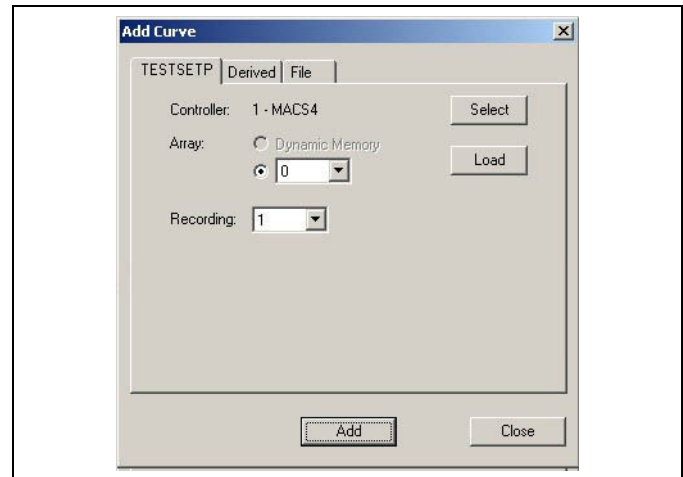 Add Curve
TESTSETP Derived File
Controller: 1 - MACS4 Select
Array: Dynamic Memory
0 Load
Recording: 1
Add Close